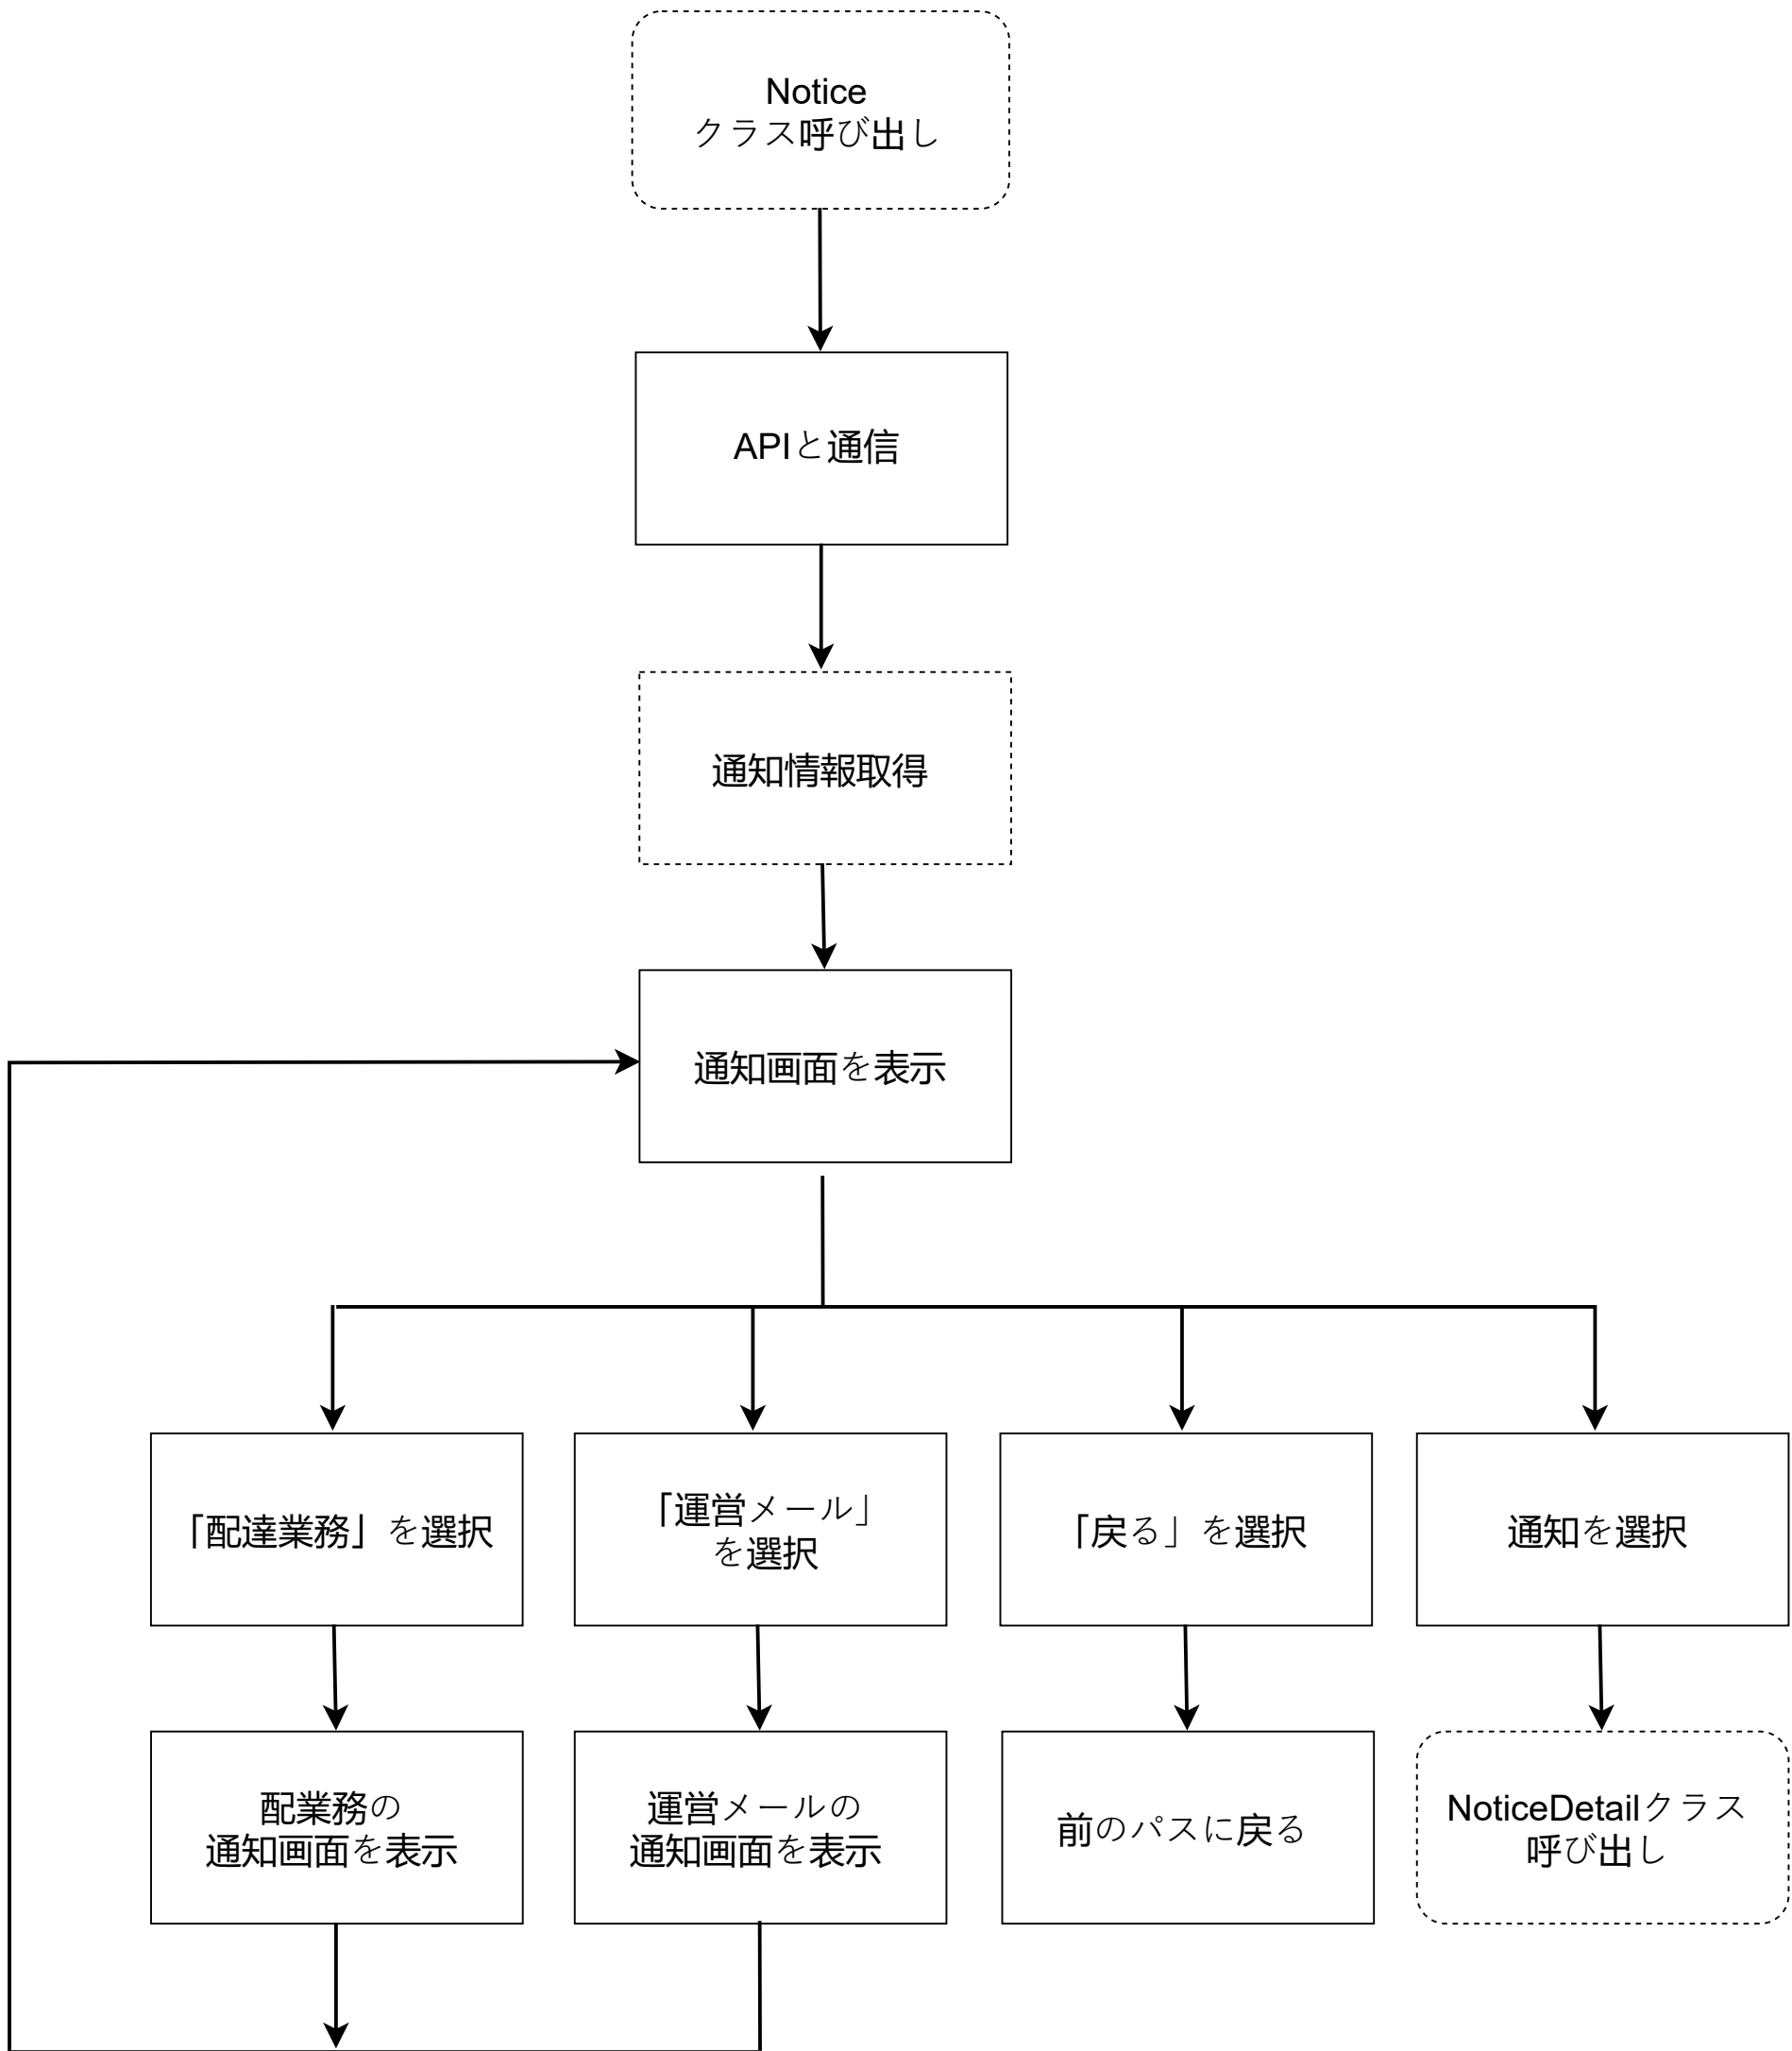 Notice
クラス呼び出し
APIと通信
通知情報取得
通知画面を表示
「配達業務」を選択
「運営メール」
を選択
「戻る」を選択
通知を選択
配業務の
通知画面を表示
運営メールの
通知画面を表示
前のパスに戻る
NoticeDetailクラス
呼び出し